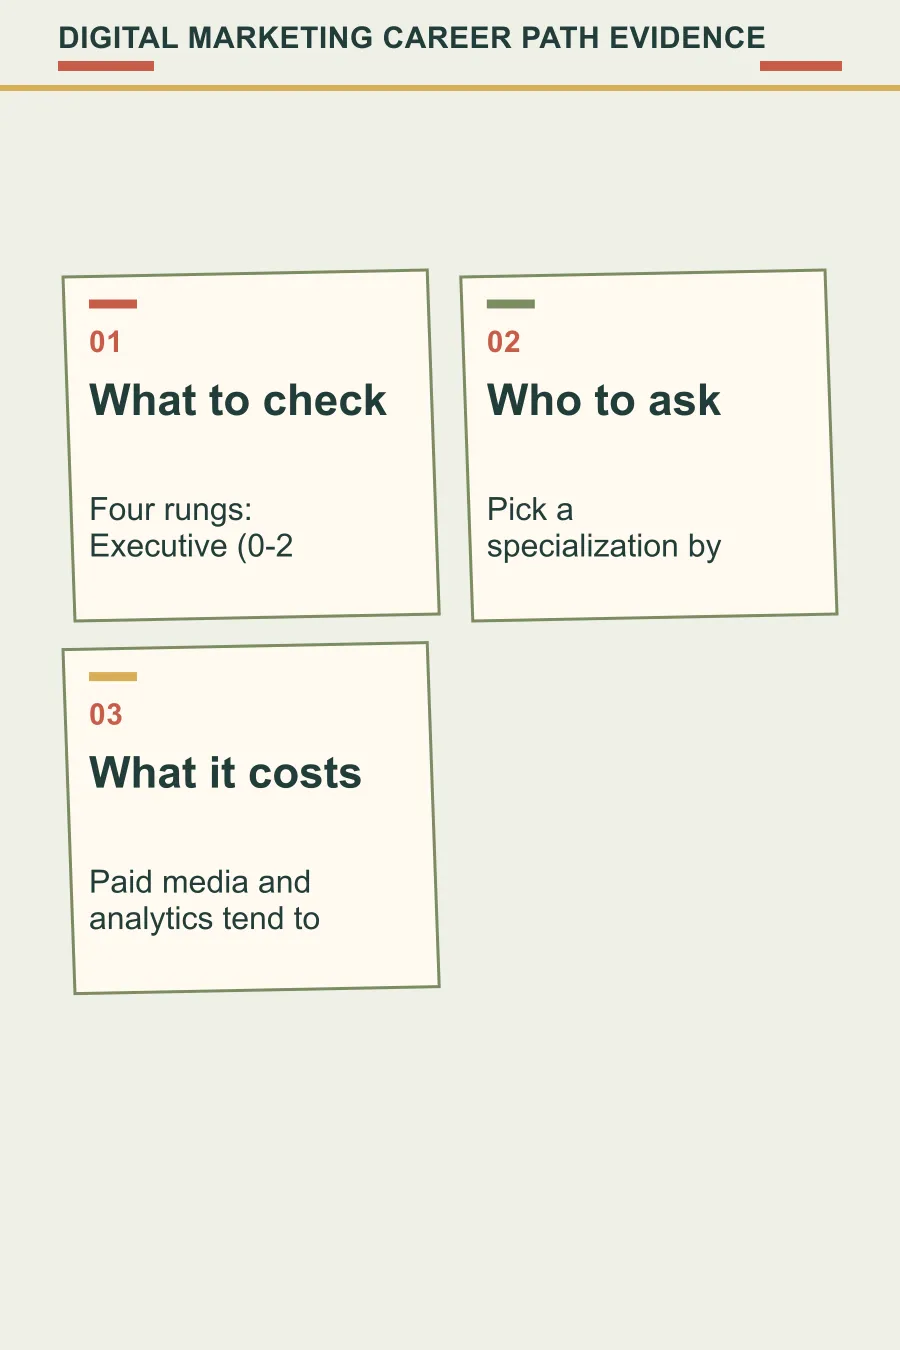 DIGITAL MARKETING CAREER PATH EVIDENCE
01
What to check
Four rungs:
Executive (0-2
02
Who to ask
Pick a
specialization by
03
What it costs
Paid media and
analytics tend to